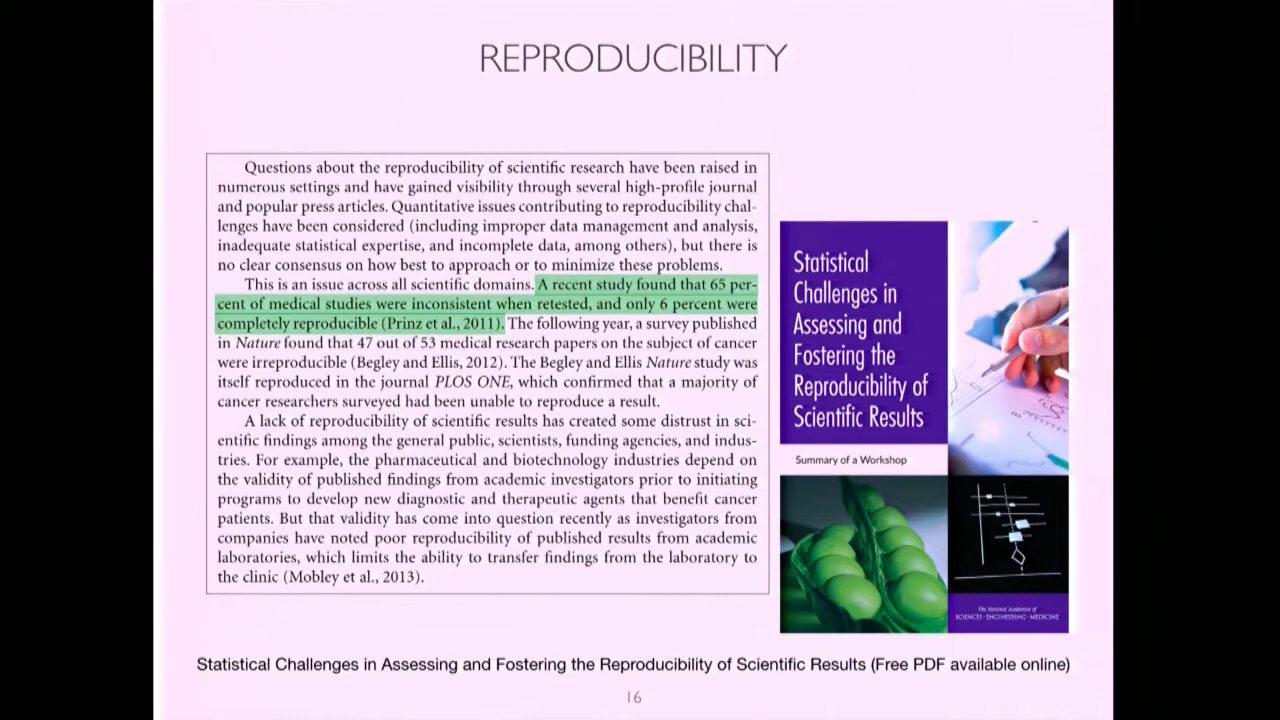 REPRODUCIBILITY
Questions about the reproducibility of scientific research have been raised in
numerous settings and have gained visibility through several high-profile journal
and popular press articles. Quantitative issues contributing to reproducibility chal-
lenges have been considered (including improper data management and analysis,
inadequate statistical expertise, and incomplete data, among others), but there is
no clear consensus on how best to approach or to minimize these problems.
This is an issue across all scientific domains. A recent study found that 65 per-
cent of medical studies were inconsistent when retested, and only 6 percent were
completely reproducible (Prinz et al., 2011). The following year, a survey published
in Nature found that 47 out of 53 medical research papers on the subject of cancer
were irreproducible (Begley and Ellis, 2012). The Begley and Ellis Nature study was
itself reproduced in the journal PLOS ONE, which confirmed that a majority of
cancer researchers surveyed had been unable to reproduce a result.
A lack of reproducibility of scientific results has created some distrust in sci-
entific findings among the general public, scientists, funding agencies, and indus-
tries. For example, the pharmaceutical and biotechnology industries depend on
the validity of published findings from academic investigators prior to initiating
programs to develop new diagnostic and therapeutic agents that benefit cancer
patients. But that validity has come into question recently as investigators from
companies have noted poor reproducibility of published results from academic
laboratories, which limits the ability to transfer findings from the laboratory to
the clinic (Mobley et al., 2013).
Statistical
Challenges in
Assessing and
Fostering the
Reproducibility of
Scientific Results
Summary of a Workshop
The National Academies of
SCIENCES · ENGINEERING · MEDICINE
Statistical Challenges in Assessing and Fostering the Reproducibility of Scientific Results (Free PDF available online)
16